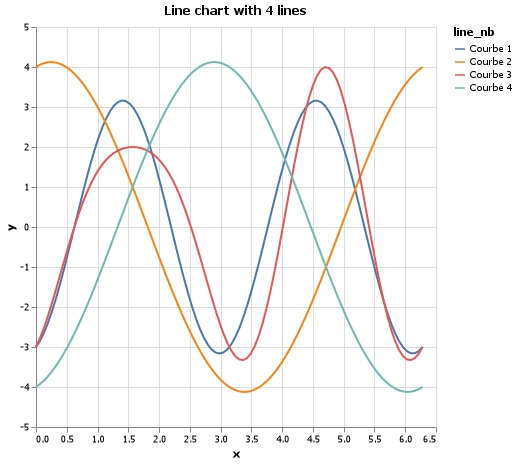 Line chart with 4 lines
line_nb
Courbe 1
Courbe 2
Courbe 3
Courbe 4
y
5
4
3
2
1
0
-1
-2
-3
-4
-5
0.0 0.5 1.0 1.5 2.0 2.5 3.0 3.5 4.0 4.5 5.0 5.5 6.0 6.5
x